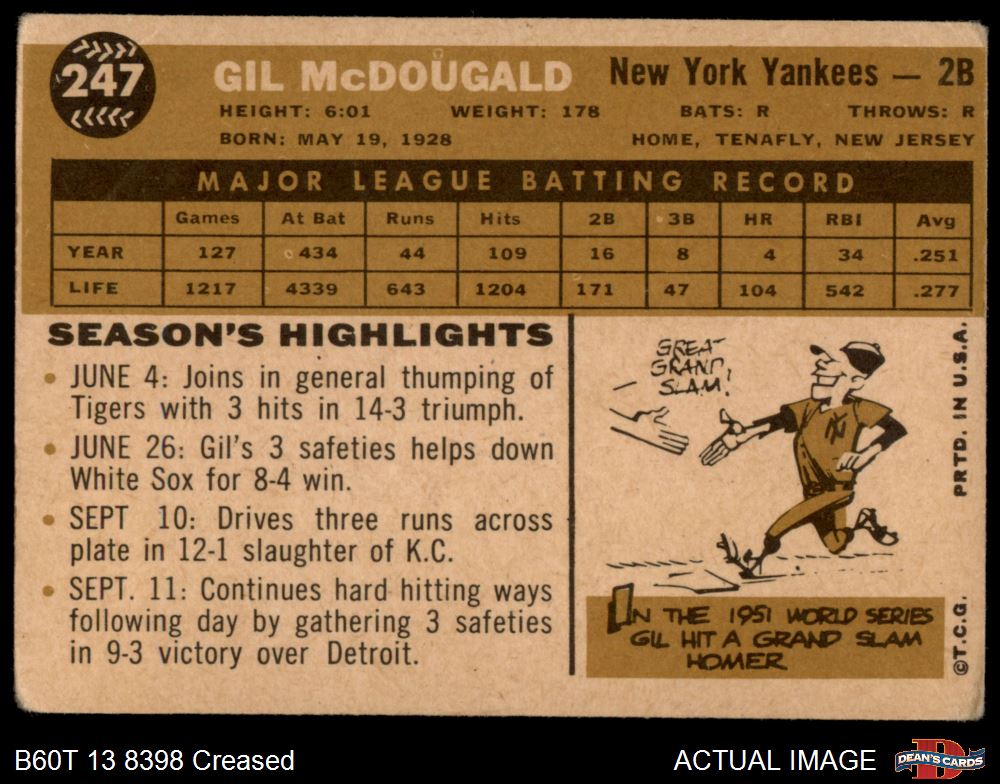 247
GIL McDOUGALD
New York Yankees — 2B
HEIGHT: 6:01 WEIGHT: 178 BATS: R THROWS: R
BORN: MAY 19, 1928 HOME, TENAFLY, NEW JERSEY
MAJOR LEAGUE BATTING RECORD
Games At Bat Runs Hits 2B 3B HR RBI Avg
YEAR 127 434 44 109 16 8 4 34 .251
LIFE 1217 4339 643 1204 171 47 104 542 .277
SEASON'S HIGHLIGHTS
• JUNE 4: Joins in general thumping of
Tigers with 3 hits in 14-3 triumph.
• JUNE 26: Gil's 3 safeties helps down
White Sox for 8-4 win.
• SEPT 10: Drives three runs across
plate in 12-1 slaughter of K.C.
• SEPT. 11: Continues hard hitting ways
following day by gathering 3 safeties
in 9-3 victory over Detroit.
GREAT
GRAND
SLAM!
NY
IN THE 1951 WORLD SERIES
GIL HIT A GRAND SLAM
HOMER
PRTD. IN U.S.A.
©T.C.G.
B60T 13 8398 Creased
ACTUAL IMAGE
D
DEAN'S CARDS